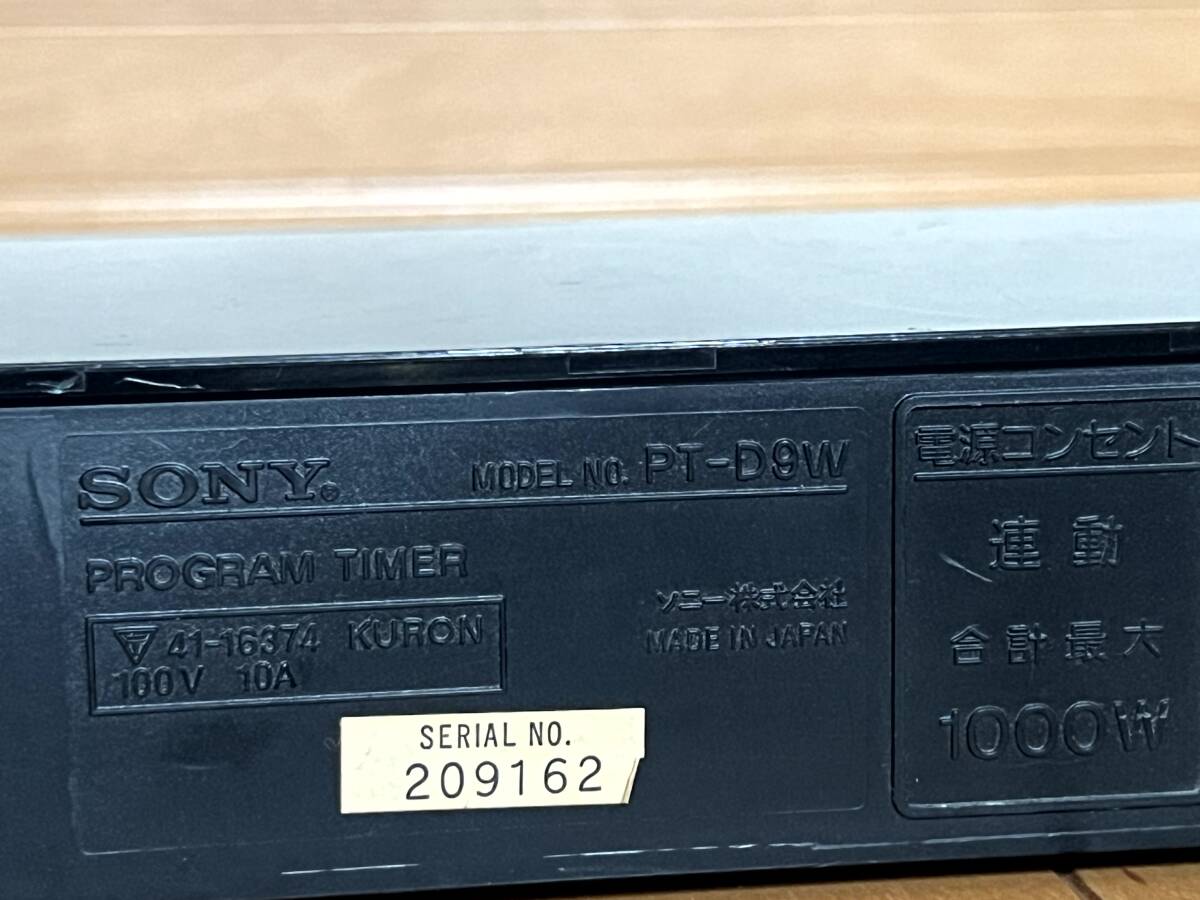 SONY®
MODEL NO. PT-D9W
PROGRAM TIMER
41-16374 KURON
100V 10A
ソニー株式会社
MADE IN JAPAN
SERIAL NO.
209162
電源コンセント
連動
合計最大
1000W